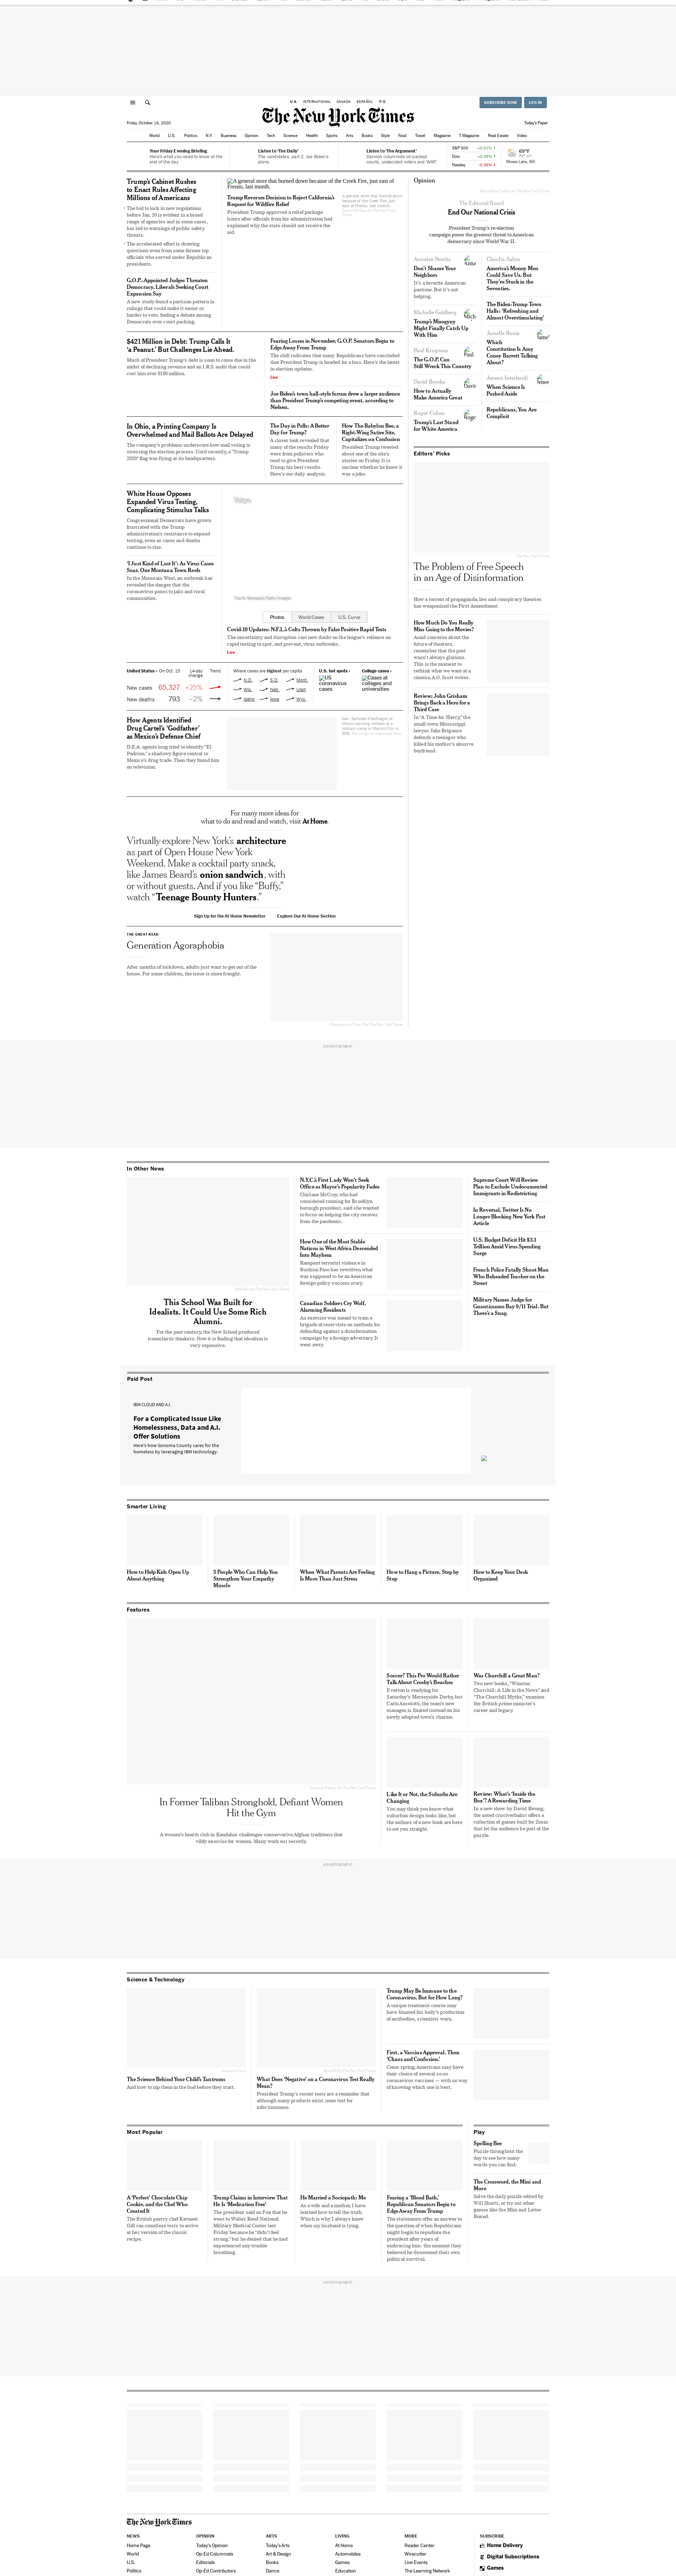 U.S.
INTERNATIONAL
CANADA
ESPAÑOL
中文
SUBSCRIBE NOW
LOG IN
The New York Times
Friday, October 16, 2020
Today's Paper
World
U.S.
Politics
N.Y.
Business
Opinion
Tech
Science
Health
Sports
Arts
Books
Style
Food
Travel
Magazine
T Magazine
Real Estate
Video
Your Friday Evening Briefing
Here's what you need to know at the end of the day.
Listen to 'The Daily'
The candidates, part 2: Joe Biden's plans.
Listen to 'The Argument'
Opinion columnists on packed courts, undecided voters and 'WAP.'
Trump's Cabinet Rushes to Enact Rules Affecting Millions of Americans
• The bid to lock in new regulations before Jan. 20 is evident in a broad range of agencies and in some cases, has led to warnings of public safety threats.
• The accelerated effort is drawing questions even from some former top officials who served under Republican presidents.
G.O.P.-Appointed Judges Threaten Democracy, Liberals Seeking Court Expansion Say
A new study found a partisan pattern in rulings that could make it easier or harder to vote, fueling a debate among Democrats over court packing.
A general store that burned down because of the Creek Fire, just east of Fresno, last month.
Trump Reverses Decision to Reject California's Request for Wildfire Relief
President Trump approved a relief package hours after officials from his administration had explained why the state should not receive the aid.
$421 Million in Debt: Trump Calls It 'a Peanut,' But Challenges Lie Ahead.
Much of President Trump's debt is soon to come due in the midst of declining revenues and an I.R.S. audit that could cost him over $100 million.
Fearing Losses in November, G.O.P. Senators Begin to Edge Away From Trump
The shift indicates that many Republicans have concluded that President Trump is headed for a loss. Here's the latest in election updates.
Live
Joe Biden's town hall-style forum drew a larger audience than President Trump's competing event, according to Nielsen.
In Ohio, a Printing Company Is Overwhelmed and Mail Ballots Are Delayed
The company's problems underscore how mail voting is stressing the election process. Until recently, a "Trump 2020" flag was flying at its headquarters.
The Day in Polls: A Better Day for Trump?
A closer look revealed that many of the results Friday were from pollsters who tend to give President Trump his best results. Here's our daily analysis.
How The Babylon Bee, a Right-Wing Satire Site, Capitalizes on Confusion
President Trump tweeted about one of the site's stories on Friday. It is unclear whether he knew it was a joke.
White House Opposes Expanded Virus Testing, Complicating Stimulus Talks
Congressional Democrats have grown frustrated with the Trump administration's resistance to expand testing, even as cases and deaths continue to rise.
'I Just Kind of Lost It': As Virus Cases Soar, One Montana Town Reels
In the Mountain West, an outbreak has revealed the danger that the coronavirus poses to jails and rural communities.
Tokyo.
Photos
World Cases
U.S. Curve
Covid-19 Updates: N.F.L.'s Colts Thrown by False Positive Rapid Tests
The uncertainty and disruption cast new doubt on the league's reliance on rapid testing to spot, and prevent, virus outbreaks.
Live
United States › On Oct. 15
14-day change
Trend
New cases 65,327 +25%
New deaths 793 –2%
Where cases are highest per capita
N.D.
S.D.
Mont.
Wis.
Neb.
Utah
Idaho
Iowa
Wyo.
U.S. hot spots ›
US coronavirus cases
College cases ›
Cases at colleges and universities
How Agents Identified Drug Cartel's 'Godfather' as Mexico's Defense Chief
D.E.A. agents long tried to identify "El Padrino," a shadowy figure central to Mexico's drug trade. Then they found him on television.
For many more ideas for what to do and read and watch, visit At Home.
Virtually explore New York's architecture as part of Open House New York Weekend. Make a cocktail party snack, like James Beard's onion sandwich, with or without guests. And if you like "Buffy," watch "Teenage Bounty Hunters."
Sign Up for the At Home Newsletter
Explore Our At Home Section
THE GREAT READ
Generation Agoraphobia
After months of lockdown, adults just want to get out of the house. For some children, the issue is more fraught.
S&P 500 +0.01% ↑
Dow +0.39% ↑
Nasdaq -0.36% ↓
65°F
Moses Lake, WA
Opinion
The Editorial Board
End Our National Crisis
President Trump's re-election campaign poses the greatest threat to American democracy since World War II.
Annalee Newitz
Don't Shame Your Neighbors
It's a favorite American pastime. But it's not helping.
Michelle Goldberg
Trump's Misogyny Might Finally Catch Up With Him
Paul Krugman
The G.O.P. Can Still Wreck This Country
David Brooks
How to Actually Make America Great
Roger Cohen
Trump's Last Stand for White America
Claudia Sahm
America's Money Men Could Save Us. But They're Stuck in the Seventies.
The Biden-Trump Town Halls: 'Refreshing and Almost Overstimulating'
Jamelle Bouie
Which Constitution Is Amy Coney Barrett Talking About?
Jeneen Interlandi
When Science Is Pushed Aside
Republicans, You Are Complicit
Editors' Picks
The Problem of Free Speech in an Age of Disinformation
How a torrent of propaganda, lies and conspiracy theories has weaponized the First Amendment.
How Much Do You Really Miss Going to the Movies?
Amid concerns about the future of theaters, remember that the past wasn't always glorious. This is the moment to rethink what we want at a cinema, A.O. Scott writes.
Review: John Grisham Brings Back a Hero for a Third Case
In "A Time for Mercy," the small-town Mississippi lawyer Jake Brigance defends a teenager who killed his mother's abusive boyfriend.
ADVERTISEMENT
In Other News
This School Was Built for Idealists. It Could Use Some Rich Alumni.
For the past century, the New School produced iconoclastic thinkers. Now it is finding that idealism is very expensive.
N.Y.C.'s First Lady Won't Seek Office as Mayor's Popularity Fades
Chirlane McCray, who had considered running for Brooklyn borough president, said she wanted to focus on helping the city recover from the pandemic.
How One of the Most Stable Nations in West Africa Descended Into Mayhem
Rampant terrorist violence in Burkina Faso has rewritten what was supposed to be an American foreign-policy success story.
Canadian Soldiers Cry Wolf, Alarming Residents
An exercise was meant to train a brigade of reservists on methods for defending against a disinformation campaign by a foreign adversary. It went awry.
Supreme Court Will Review Plan to Exclude Undocumented Immigrants in Redistricting
In Reversal, Twitter Is No Longer Blocking New York Post Article
U.S. Budget Deficit Hit $3.1 Trillion Amid Virus Spending Surge
French Police Fatally Shoot Man Who Beheaded Teacher on the Street
Military Names Judge for Guantánamo Bay 9/11 Trial. But There's a Snag.
Paid Post
IBM CLOUD AND A.I.
For a Complicated Issue Like Homelessness, Data and A.I. Offer Solutions
Here's how Sonoma County cares for the homeless by leveraging IBM technology.
Smarter Living
How to Help Kids Open Up About Anything
5 People Who Can Help You Strengthen Your Empathy Muscle
When What Parents Are Feeling Is More Than Just Stress
How to Hang a Picture, Step by Step
How to Keep Your Desk Organized
Features
In Former Taliban Stronghold, Defiant Women Hit the Gym
A women's health club in Kandahar challenges conservative Afghan traditions that vilify exercise for women. Many work out secretly.
Soccer? This Pro Would Rather Talk About Crosby's Beaches
Everton is readying for Saturday's Merseyside Derby, but Carlo Ancelotti, the team's new manager, is fixated instead on his newly adopted town's charms.
Was Churchill a Great Man?
Two new books, "Winston Churchill: A Life in the News" and "The Churchill Myths," examine the British prime minister's career and legacy.
Like It or Not, the Suburbs Are Changing
You may think you know what suburban design looks like, but the authors of a new book are here to set you straight.
Review: What's 'Inside the Box'? A Rewarding Time
In a new show by David Kwong, the noted cruciverbalist offers a collection of games built for Zoom that let the audience be part of the puzzle.
ADVERTISEMENT
Science & Technology
The Science Behind Your Child's Tantrums
And how to nip them in the bud before they start.
What Does 'Negative' on a Coronavirus Test Really Mean?
President Trump's recent tests are a reminder that although many products exist, none test for infectiousness.
Trump May Be Immune to the Coronavirus. But for How Long?
A unique treatment course may have blunted his body's production of antibodies, scientists warn.
First, a Vaccine Approval. Then 'Chaos and Confusion.'
Come spring, Americans may have their choice of several so-so coronavirus vaccines — with no way of knowing which one is best.
Most Popular
A 'Perfect' Chocolate Chip Cookie, and the Chef Who Created It
The British pastry chef Ravneet Gill ran countless tests to arrive at her version of the classic recipe.
Trump Claims in Interview That He Is 'Medication Free'
The president said on Fox that he went to Walter Reed National Military Medical Center last Friday because he "didn't feel strong," but he denied that he had experienced any trouble breathing.
He Married a Sociopath: Me
As a wife and a mother, I have learned how to tell the truth. Which is why I always know when my husband is lying.
Fearing a 'Blood Bath,' Republican Senators Begin to Edge Away From Trump
The statements offer an answer to the question of when Republicans might begin to repudiate the president after years of embracing him: the moment they believed he threatened their own political survival.
Play
Spelling Bee
Puzzle throughout the day to see how many words you can find.
The Crossword, the Mini and More
Solve the daily puzzle edited by Will Shortz, or try out other games like the Mini and Letter Boxed.
ADVERTISEMENT
The New York Times
NEWS
Home Page
World
U.S.
Politics
OPINION
Today's Opinion
Op-Ed Columnists
Editorials
Op-Ed Contributors
ARTS
Today's Arts
Art & Design
Books
Dance
LIVING
At Home
Automobiles
Games
Education
MORE
Reader Center
Wirecutter
Live Events
The Learning Network
SUBSCRIBE
Home Delivery
Digital Subscriptions
Games